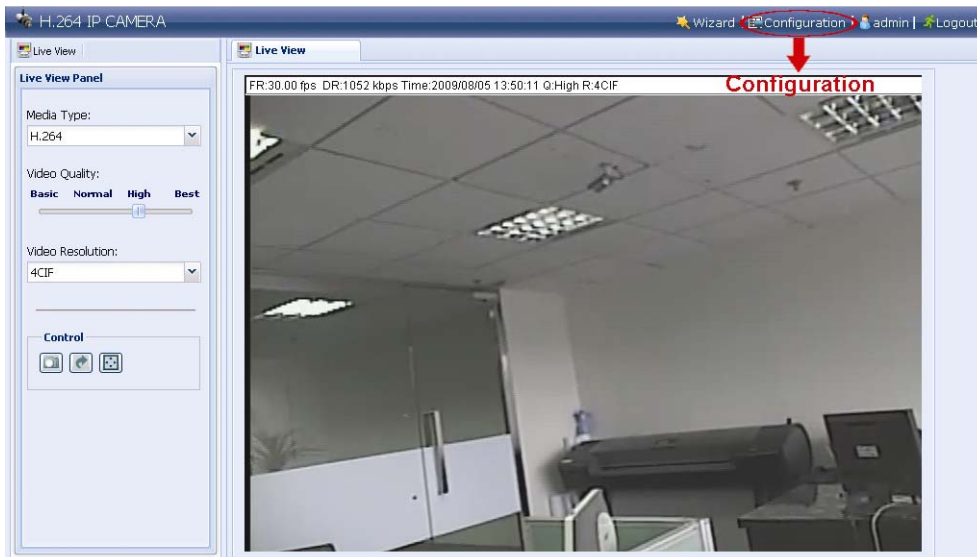 H.264 IP CAMERA
Wizard | Configuration | admin | Logout
Live View
Live View
Configuration
Live View Panel
FR:30.00 fps DR:1052 kbps Time:2009/08/05 13:50:11 Q:High R:4CIF
Media Type:
H.264
Video Quality:
Basic Normal High Best
Video Resolution:
4CIF
Control